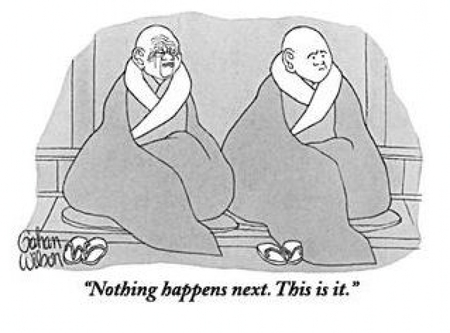 Gahan
Wilson
“Nothing happens next. This is it.”